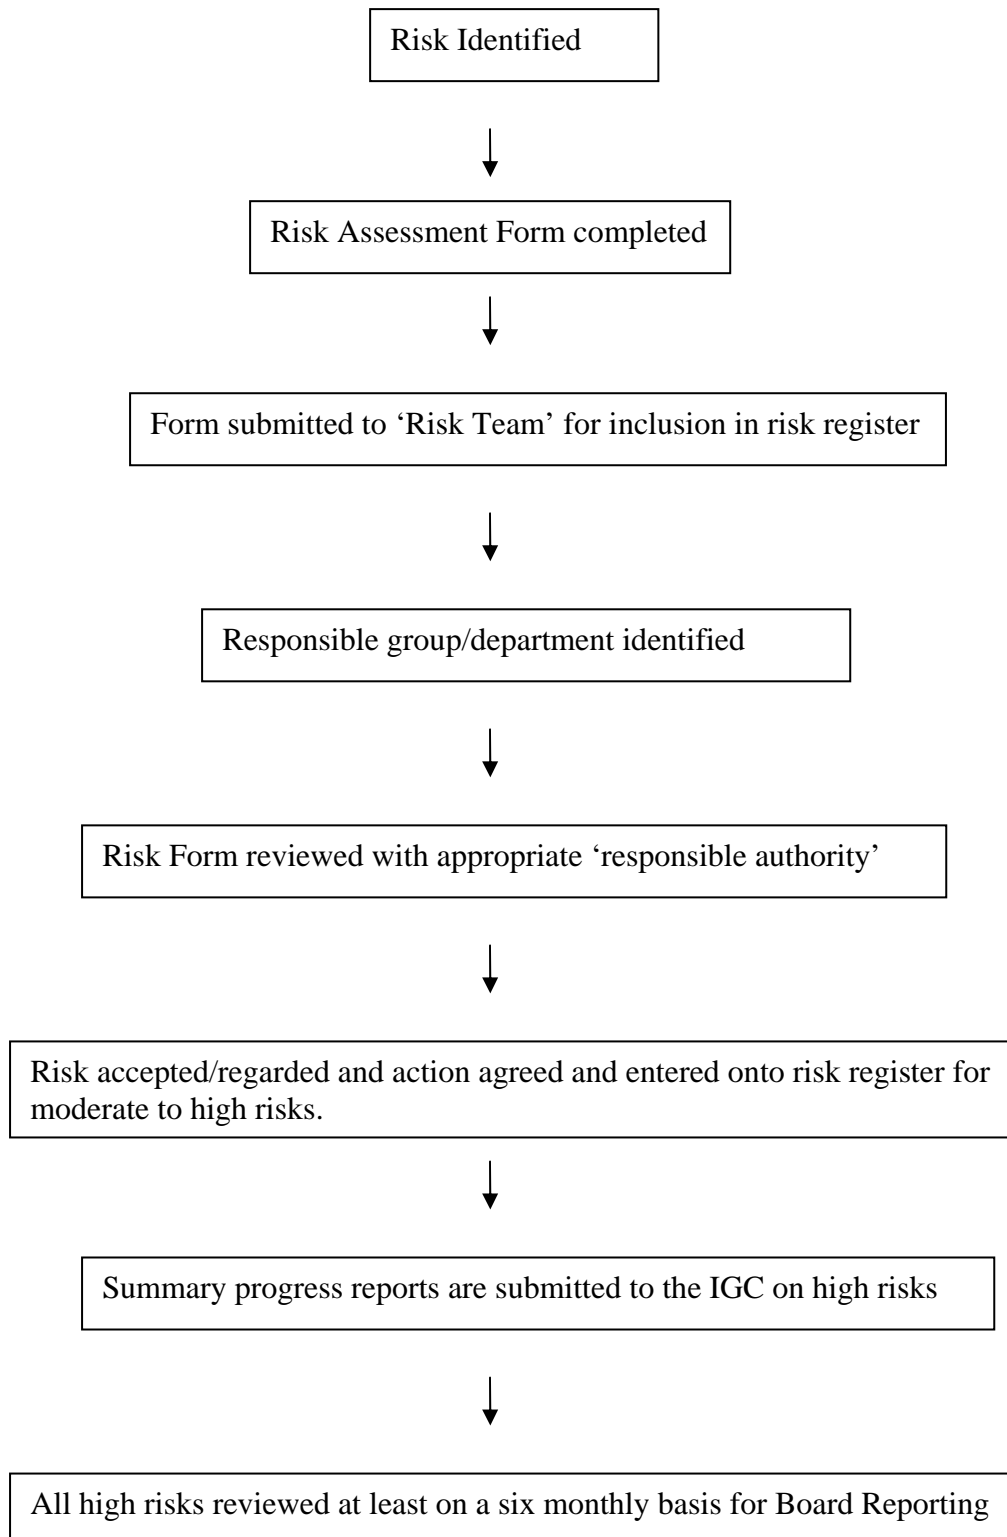 Risk Identified
Risk Assessment Form completed
Form submitted to ‘Risk Team’ for inclusion in risk register
Responsible group/department identified
Risk Form reviewed with appropriate ‘responsible authority’
Risk accepted/regarded and action agreed and entered onto risk register for
moderate to high risks.
Summary progress reports are submitted to the IGC on high risks
All high risks reviewed at least on a six monthly basis for Board Reporting